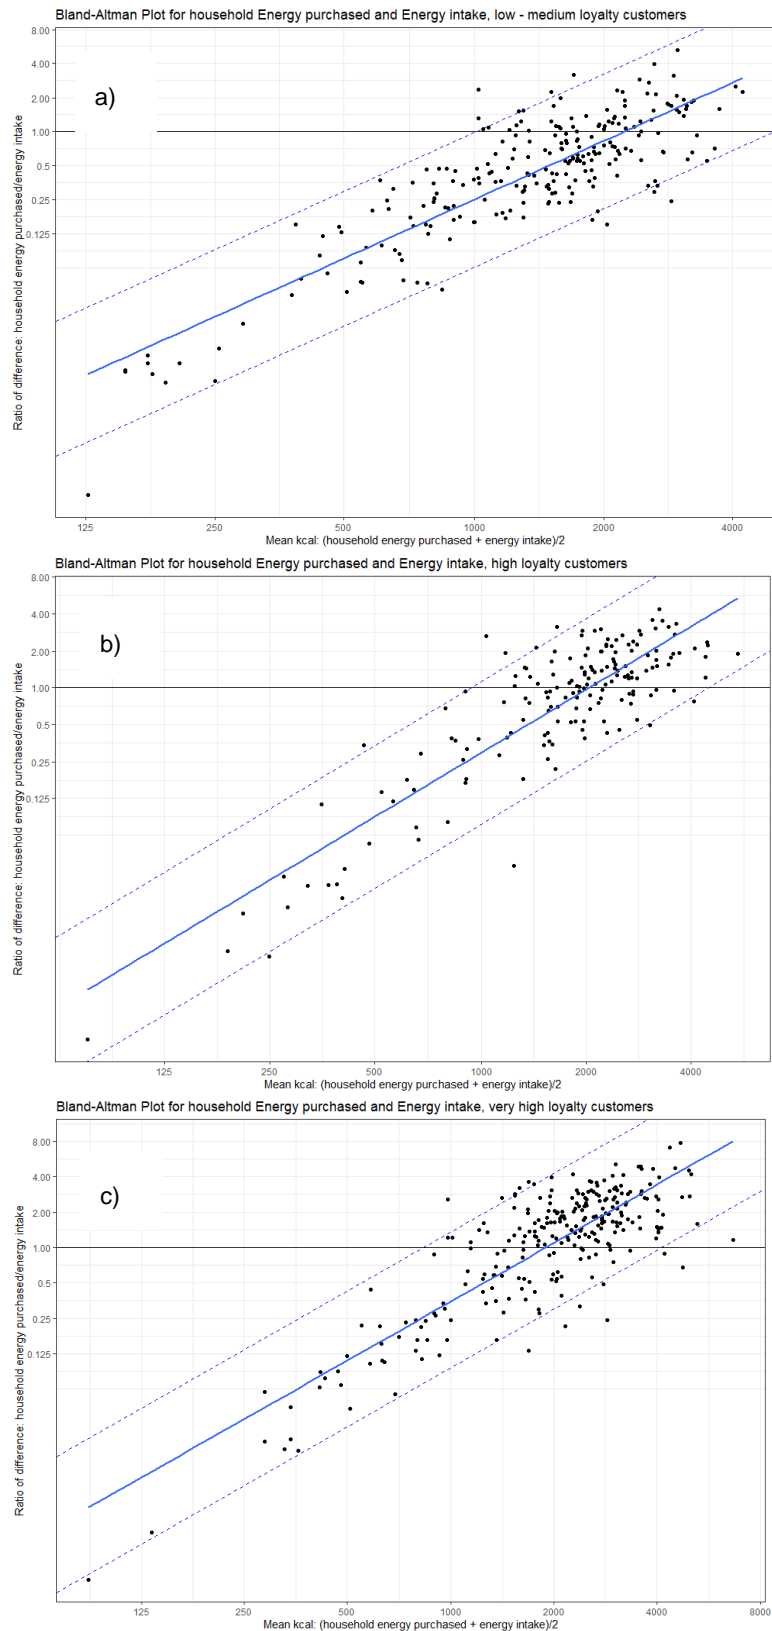 Bland-Altman Plot for household Energy purchased and Energy intake, low - medium loyalty customers
a)
Ratio of difference: household energy purchased/energy intake
8.00
4.00
2.00
1.00
0.5
0.25
0.125
125 250 500 1000 2000 4000
Mean kcal: (household energy purchased + energy intake)/2
Bland-Altman Plot for household Energy purchased and Energy intake, high loyalty customers
b)
Ratio of difference: household energy purchased/energy intake
8.00
4.00
2.00
1.00
0.5
0.25
0.125
125 250 500 1000 2000 4000
Mean kcal: (household energy purchased + energy intake)/2
Bland-Altman Plot for household Energy purchased and Energy intake, very high loyalty customers
c)
Ratio of difference: household energy purchased/energy intake
8.00
4.00
2.00
1.00
0.5
0.25
0.125
125 250 500 1000 2000 4000 8000
Mean kcal: (household energy purchased + energy intake)/2